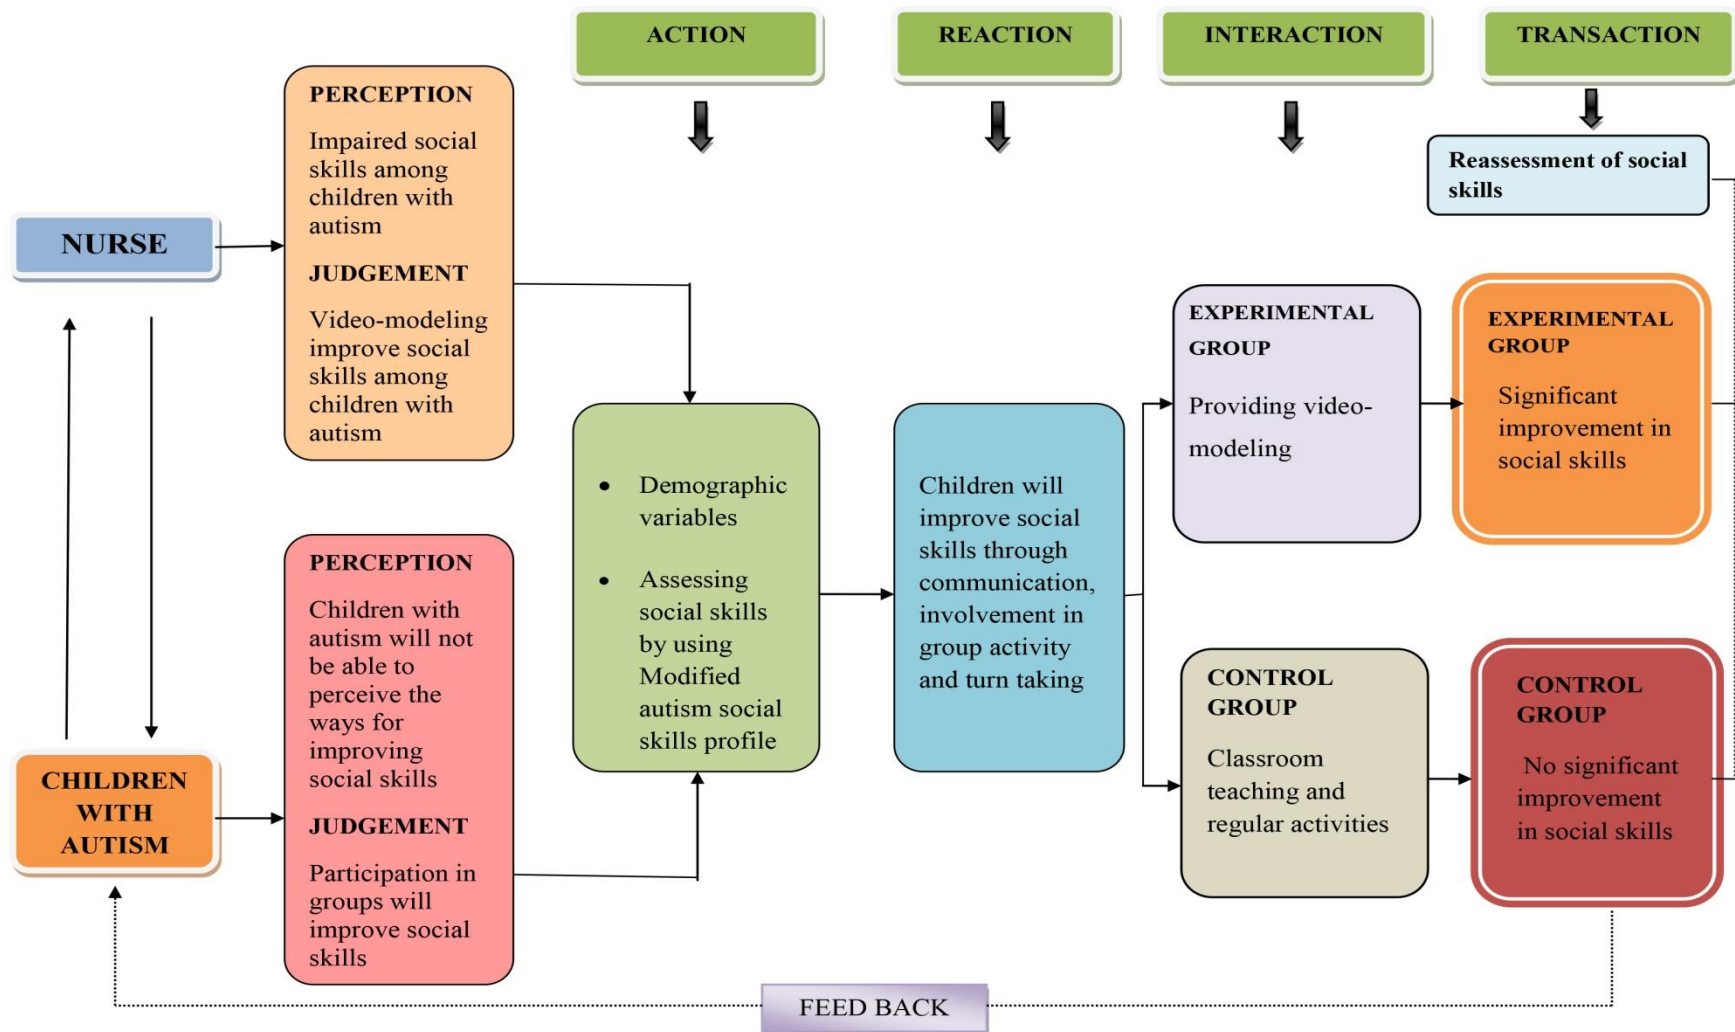 ACTION
REACTION
INTERACTION
TRANSACTION
NURSE
PERCEPTION
Impaired social
skills among
children with
autism
JUDGEMENT
Video-modeling
improve social
skills among
children with
autism
CHILDREN
WITH
AUTISM
PERCEPTION
Children with
autism will not
be able to
perceive the
ways for
improving
social skills
JUDGEMENT
Participation in
groups will
improve social
skills
• Demographic
variables
• Assessing
social skills
by using
Modified
autism social
skills profile
Children will
improve social
skills through
communication,
involvement in
group activity
and turn taking
EXPERIMENTAL
GROUP
Providing video-
modeling
CONTROL
GROUP
Classroom
teaching and
regular activities
Reassessment of social
skills
EXPERIMENTAL
GROUP
Significant
improvement in
social skills
CONTROL
GROUP
No significant
improvement
in social skills
FEED BACK